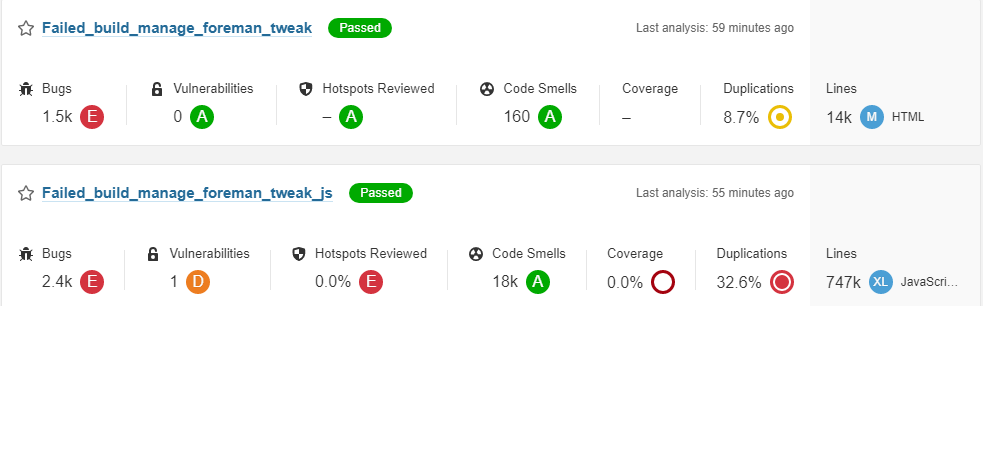 Failed_build_manage_foreman_tweak Passed Last analysis: 59 minutes ago
Bugs Vulnerabilities Hotspots Reviewed Code Smells Coverage Duplications Lines
1.5k E 0 A – A 160 A – 8.7% 14k M HTML
Failed_build_manage_foreman_tweak_js Passed Last analysis: 55 minutes ago
Bugs Vulnerabilities Hotspots Reviewed Code Smells Coverage Duplications Lines
2.4k E 1 D 0.0% E 18k A 0.0% 32.6% 747k XL JavaScri...